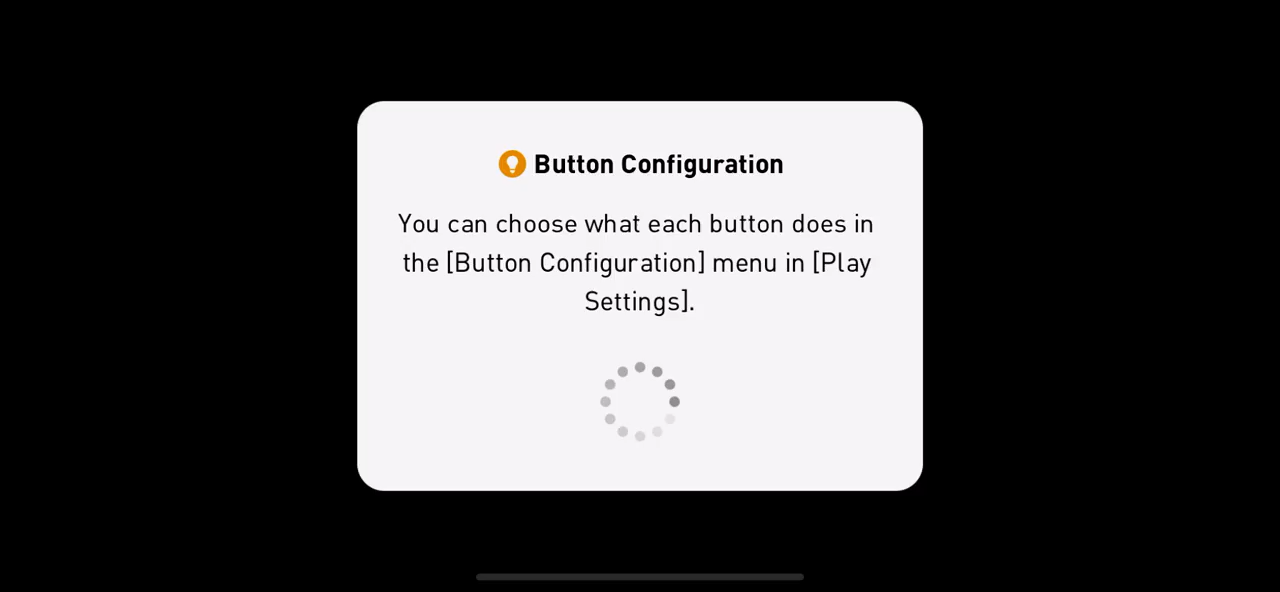 Button Configuration
You can choose what each button does in
the [Button Configuration] menu in [Play
Settings].